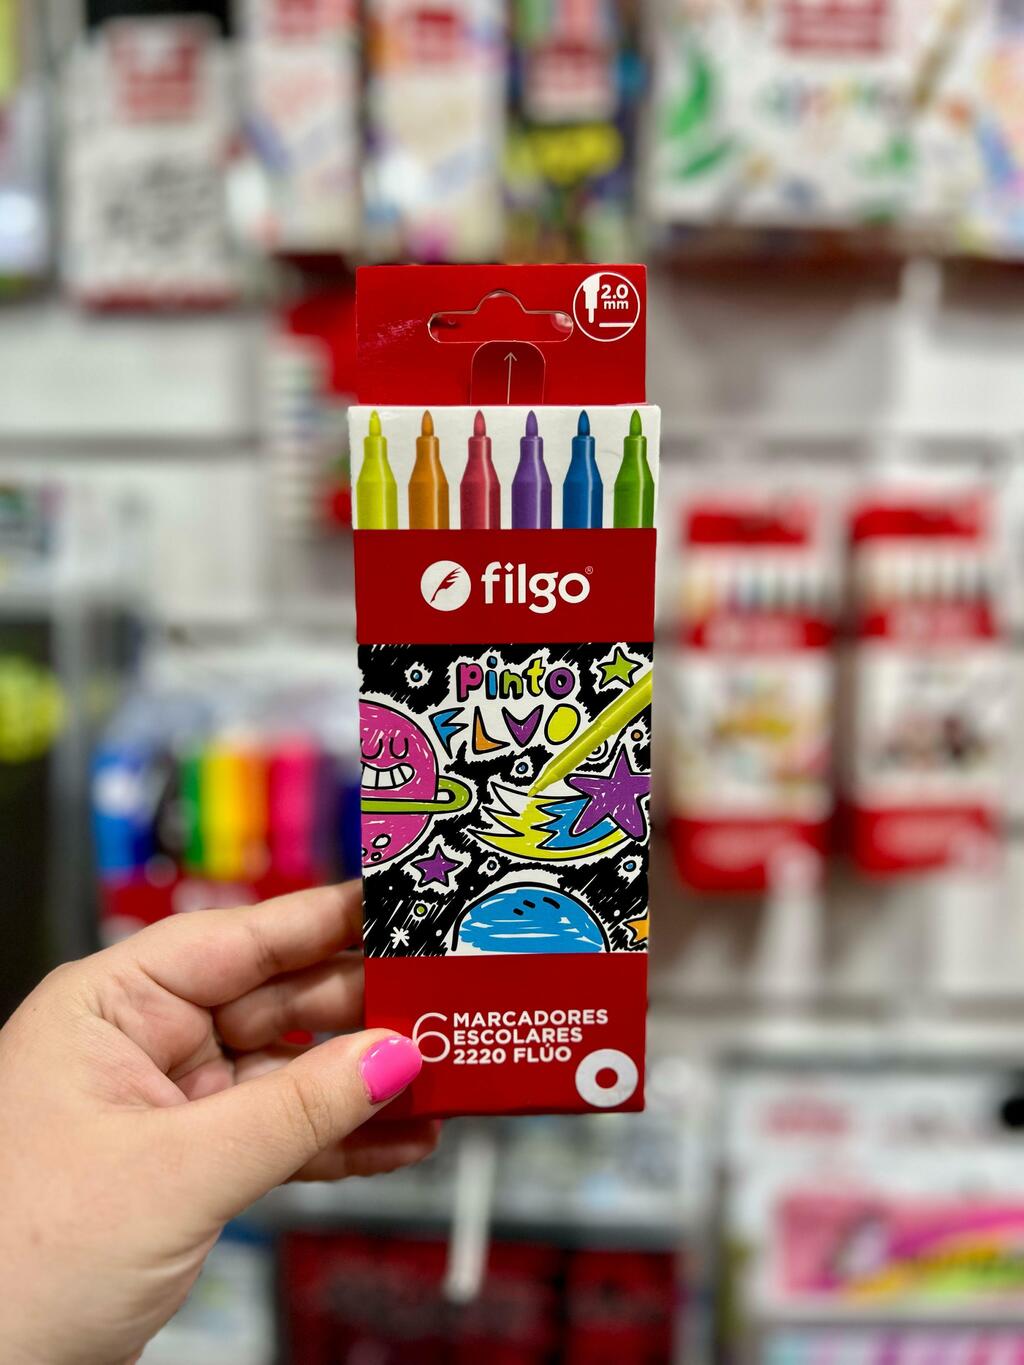 2.0
mm
filgo®
pinto
FLUO
6 MARCADORES
ESCOLARES
2220 FLÚO